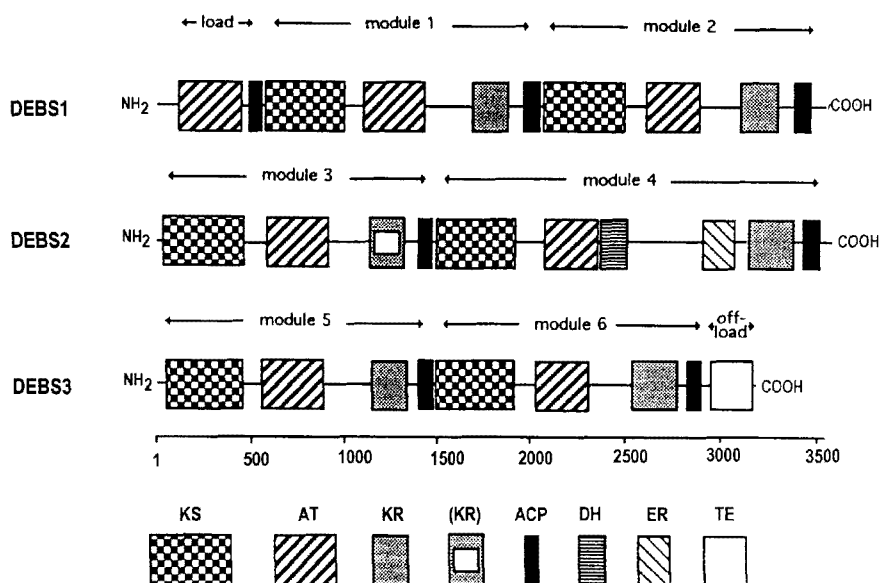 load module 1 module 2
DEBS1 NH2 COOH
module 3 module 4
DEBS2 NH2 COOH
module 5 module 6 off-
load
DEBS3 NH2 COOH
1 500 1000 1500 2000 2500 3000 3500
KS AT KR (KR) ACP DH ER TE